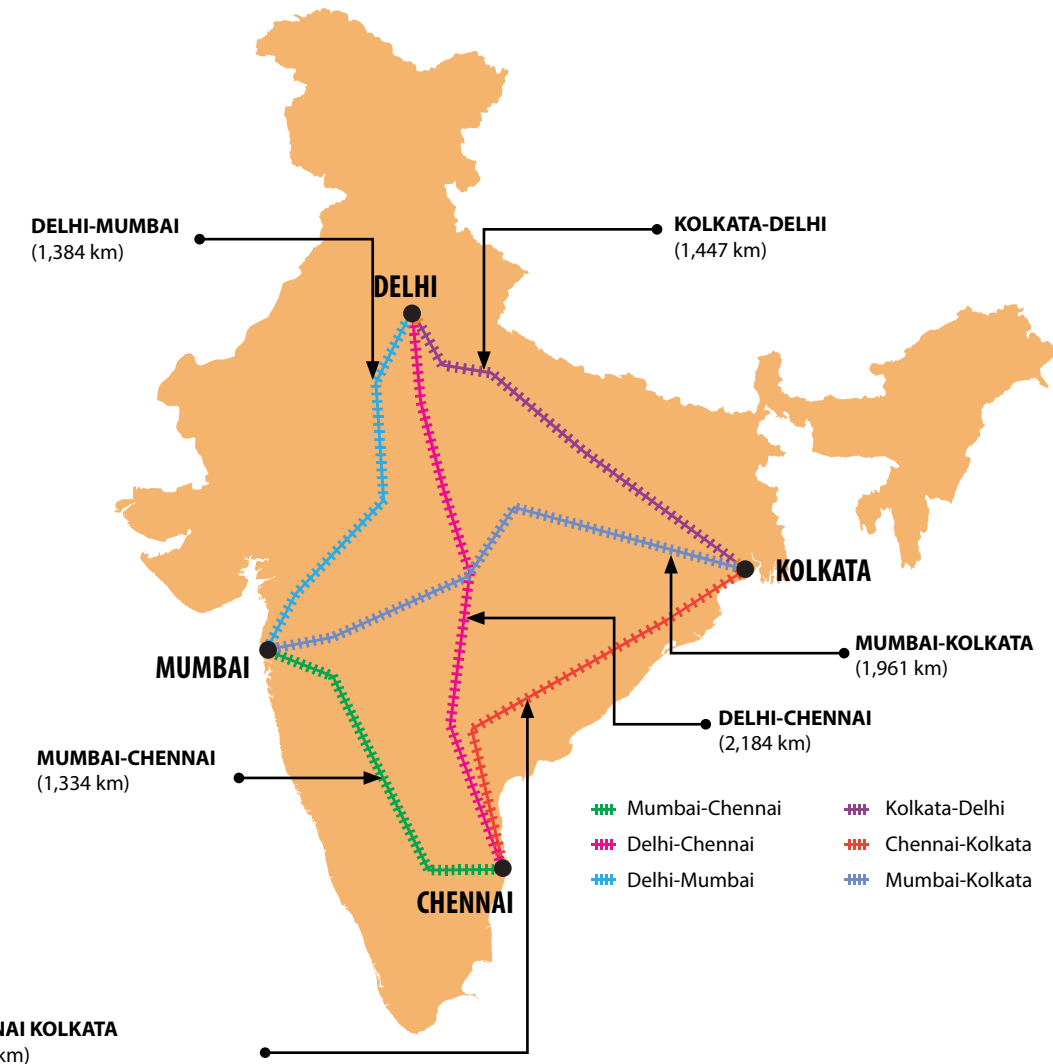 DELHI-MUMBAI
(1,384 km)
KOLKATA-DELHI
(1,447 km)
DELHI
KOLKATA
MUMBAI
MUMBAI-KOLKATA
(1,961 km)
DELHI-CHENNAI
(2,184 km)
MUMBAI-CHENNAI
(1,334 km)
Mumbai-Chennai
Delhi-Chennai
Delhi-Mumbai
Kolkata-Delhi
Chennai-Kolkata
Mumbai-Kolkata
CHENNAI
NAI KOLKATA
km)